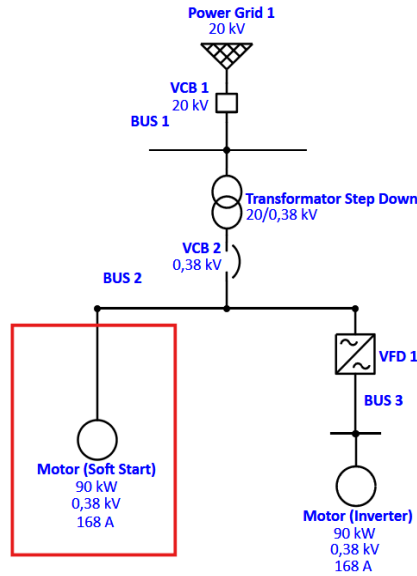 Power Grid 1
20 kV
VCB 1
20 kV
BUS 1
Transformator Step Down
20/0,38 kV
VCB 2
0,38 kV
BUS 2
VFD 1
BUS 3
Motor (Soft Start)
90 kW
0,38 kV
168 A
Motor (Inverter)
90 kW
0,38 kV
168 A